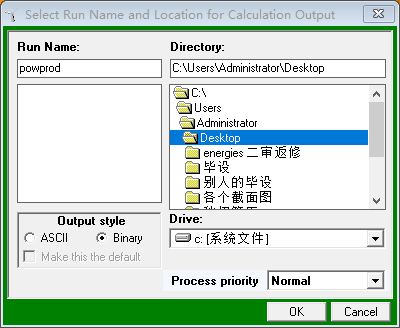 Select Run Name and Location for Calculation Output
Run Name:
powprod
Directory:
C:\Users\Administrator\Desktop
C:\
Users
Administrator
Desktop
energies 二审返修
毕设
别人的毕设
各个截面图
Output style
ASCII
Binary
Make this the default
Drive:
c: [系统文件]
Process priority
Normal
OK
Cancel